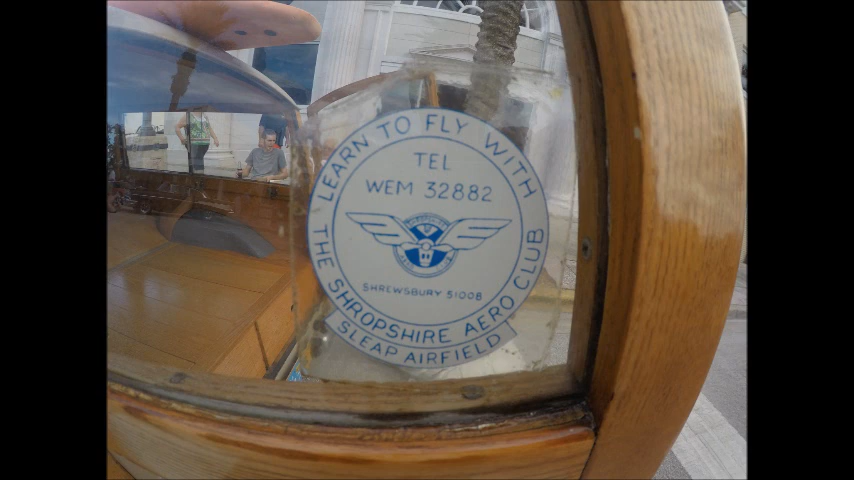 LEARN TO FLY WITH
TEL
WEM 32882
SHREWSBURY 51008
THE SHROPSHIRE AERO CLUB
SLEAP AIRFIELD